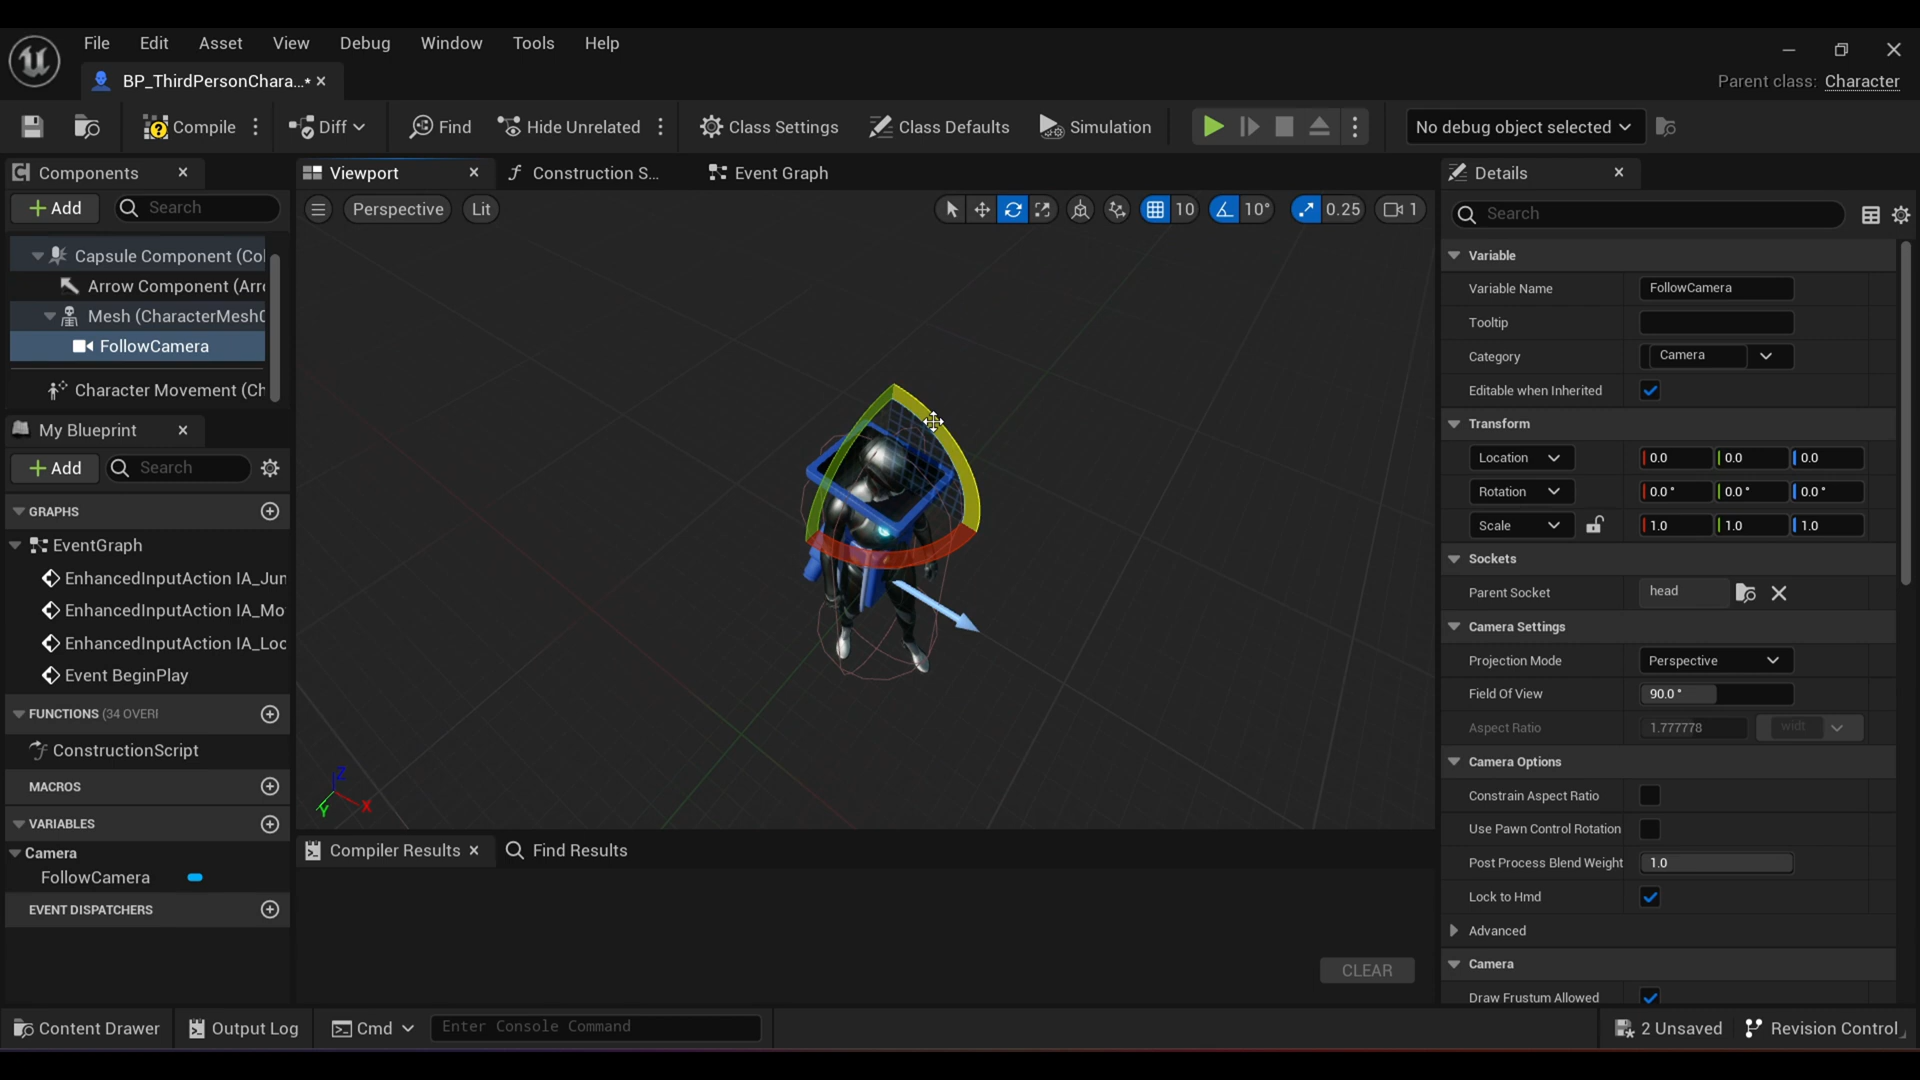 File Edit Asset View Debug Window Tools Help
BP_ThirdPersonChara...*
Parent class: Character
Compile Diff Find Hide Unrelated Class Settings Class Defaults Simulation No debug object selected
Components
Add Search
Capsule Component (Col
Arrow Component (Arro
Mesh (CharacterMesh0
FollowCamera
Character Movement (Ch
My Blueprint
Add Search
GRAPHS
EventGraph
EnhancedInputAction IA_Jun
EnhancedInputAction IA_Mo
EnhancedInputAction IA_Loc
Event BeginPlay
FUNCTIONS (34 OVERI
ConstructionScript
MACROS
VARIABLES
Camera
FollowCamera
EVENT DISPATCHERS
Viewport Construction S... Event Graph
Perspective Lit 10 10° 0.25 1
Z
X
Y
Compiler Results Find Results
CLEAR
Details
Search
Variable
Variable Name FollowCamera
Tooltip
Category Camera
Editable when Inherited
Transform
Location 0.0 0.0 0.0
Rotation 0.0 ° 0.0 ° 0.0 °
Scale 1.0 1.0 1.0
Sockets
Parent Socket head
Camera Settings
Projection Mode Perspective
Field Of View 90.0 °
Aspect Ratio 1.777778 widt
Camera Options
Constrain Aspect Ratio
Use Pawn Control Rotation
Post Process Blend Weight 1.0
Lock to Hmd
Advanced
Camera
Draw Frustum Allowed
Content Drawer Output Log Cmd Enter Console Command 2 Unsaved Revision Control